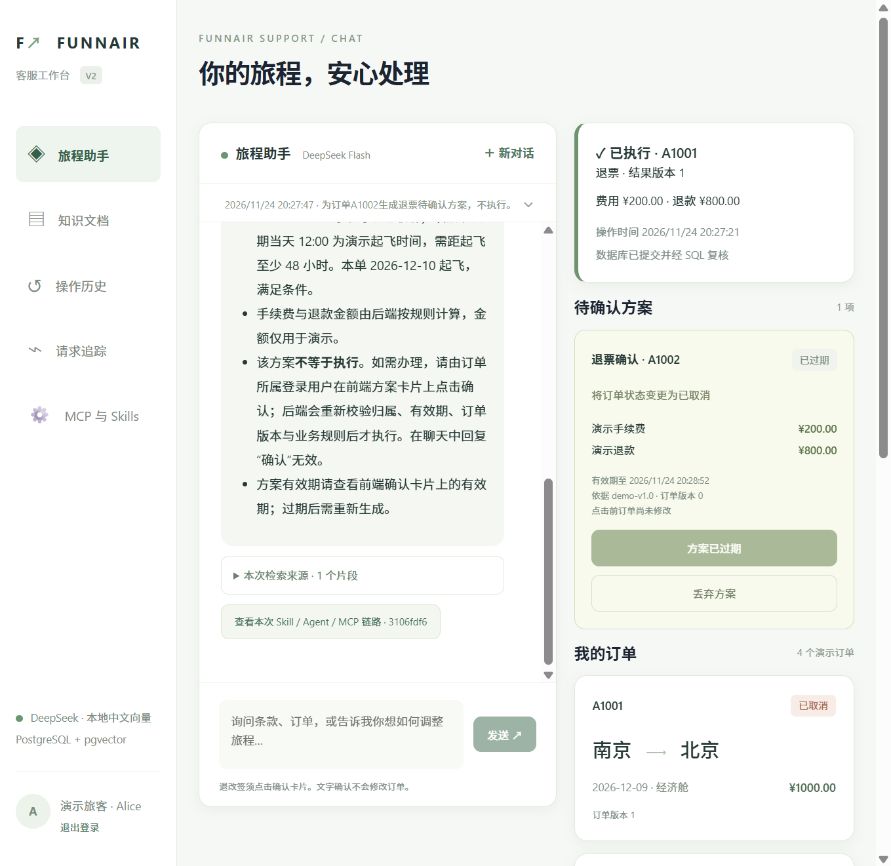 F↗ FUNNAIR
客服工作台 v2
旅程助手
知识文档
操作历史
请求追踪
MCP 与 Skills
DeepSeek · 本地中文向量
PostgreSQL + pgvector
A
演示旅客 · Alice
退出登录
FUNNAIR SUPPORT / CHAT
你的旅程，安心处理
旅程助手 DeepSeek Flash
+ 新对话
2026/11/24 20:27:47 · 为订单A1002生成退票待确认方案，不执行。
期当天 12:00 为演示起飞时间，需距起飞
至少 48 小时。本单 2026-12-10 起飞，
满足条件。
• 手续费与退款金额由后端按规则计算，金
额仅用于演示。
• 该方案不等于执行。如需办理，请由订单
所属登录用户在前端方案卡片上点击确
认；后端会重新校验归属、有效期、订单
版本与业务规则后才执行。在聊天中回复
“确认”无效。
• 方案有效期请查看前端确认卡片上的有效
期；过期后需重新生成。
▶ 本次检索来源 · 1 个片段
查看本次 Skill / Agent / MCP 链路 · 3106fdf6
询问条款、订单，或告诉我你想如何调整
旅程...
发送 ↗
退改签须点击确认卡片。文字确认不会修改订单。
✓ 已执行 · A1001
退票 · 结果版本 1
费用 ¥200.00 · 退款 ¥800.00
操作时间 2026/11/24 20:27:21
数据库已提交并经 SQL 复核
待确认方案 1 项
退票确认 · A1002 已过期
将订单状态变更为已取消
演示手续费 ¥200.00
演示退款 ¥800.00
有效期至 2026/11/24 20:28:52
依据 demo-v1.0 · 订单版本 0
点击前订单尚未修改
方案已过期
丢弃方案
我的订单 4 个演示订单
A1001 已取消
南京 → 北京
2026-12-09 · 经济舱 ¥1000.00
订单版本 1